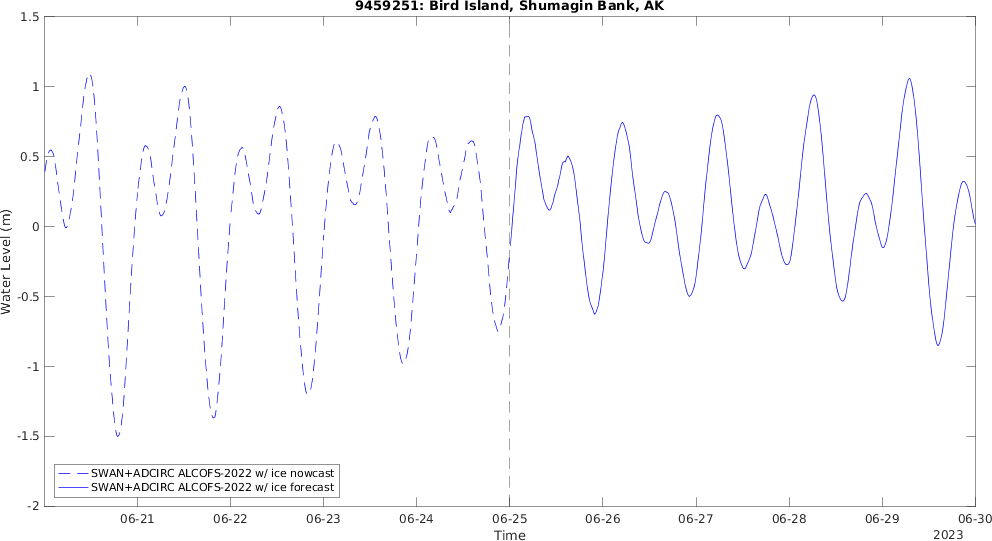 9459251: Bird Island, Shumagin Bank, AK
Water Level (m)
1.5
1
0.5
0
-0.5
-1
-1.5
-2
SWAN+ADCIRC ALCOFS-2022 w/ ice nowcast
SWAN+ADCIRC ALCOFS-2022 w/ ice forecast
06-21 06-22 06-23 06-24 06-25 06-26 06-27 06-28 06-29 06-30
Time
2023